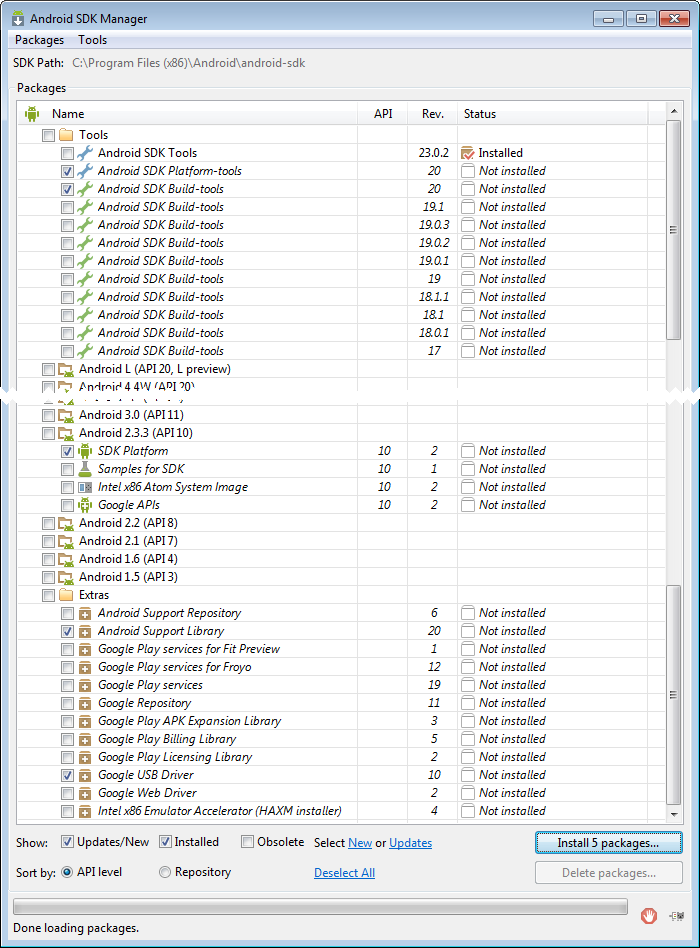 Android SDK Manager
Packages Tools
SDK Path: C:\Program Files (x86)\Android\android-sdk
Packages
Name API Rev. Status
Tools
Android SDK Tools 23.0.2 Installed
Android SDK Platform-tools 20 Not installed
Android SDK Build-tools 20 Not installed
Android SDK Build-tools 19.1 Not installed
Android SDK Build-tools 19.0.3 Not installed
Android SDK Build-tools 19.0.2 Not installed
Android SDK Build-tools 19.0.1 Not installed
Android SDK Build-tools 19 Not installed
Android SDK Build-tools 18.1.1 Not installed
Android SDK Build-tools 18.1 Not installed
Android SDK Build-tools 18.0.1 Not installed
Android SDK Build-tools 17 Not installed
Android L (API 20, L preview)
Android 4.4W (API 20)
Android 3.0 (API 11)
Android 2.3.3 (API 10)
SDK Platform 10 2 Not installed
Samples for SDK 10 1 Not installed
Intel x86 Atom System Image 10 2 Not installed
Google APIs 10 2 Not installed
Android 2.2 (API 8)
Android 2.1 (API 7)
Android 1.6 (API 4)
Android 1.5 (API 3)
Extras
Android Support Repository 6 Not installed
Android Support Library 20 Not installed
Google Play services for Fit Preview 1 Not installed
Google Play services for Froyo 12 Not installed
Google Play services 19 Not installed
Google Repository 11 Not installed
Google Play APK Expansion Library 3 Not installed
Google Play Billing Library 5 Not installed
Google Play Licensing Library 2 Not installed
Google USB Driver 10 Not installed
Google Web Driver 2 Not installed
Intel x86 Emulator Accelerator (HAXM installer) 4 Not installed
Show: Updates/New Installed Obsolete Select New or Updates Install 5 packages...
Sort by: API level Repository Deselect All Delete packages...
Done loading packages.